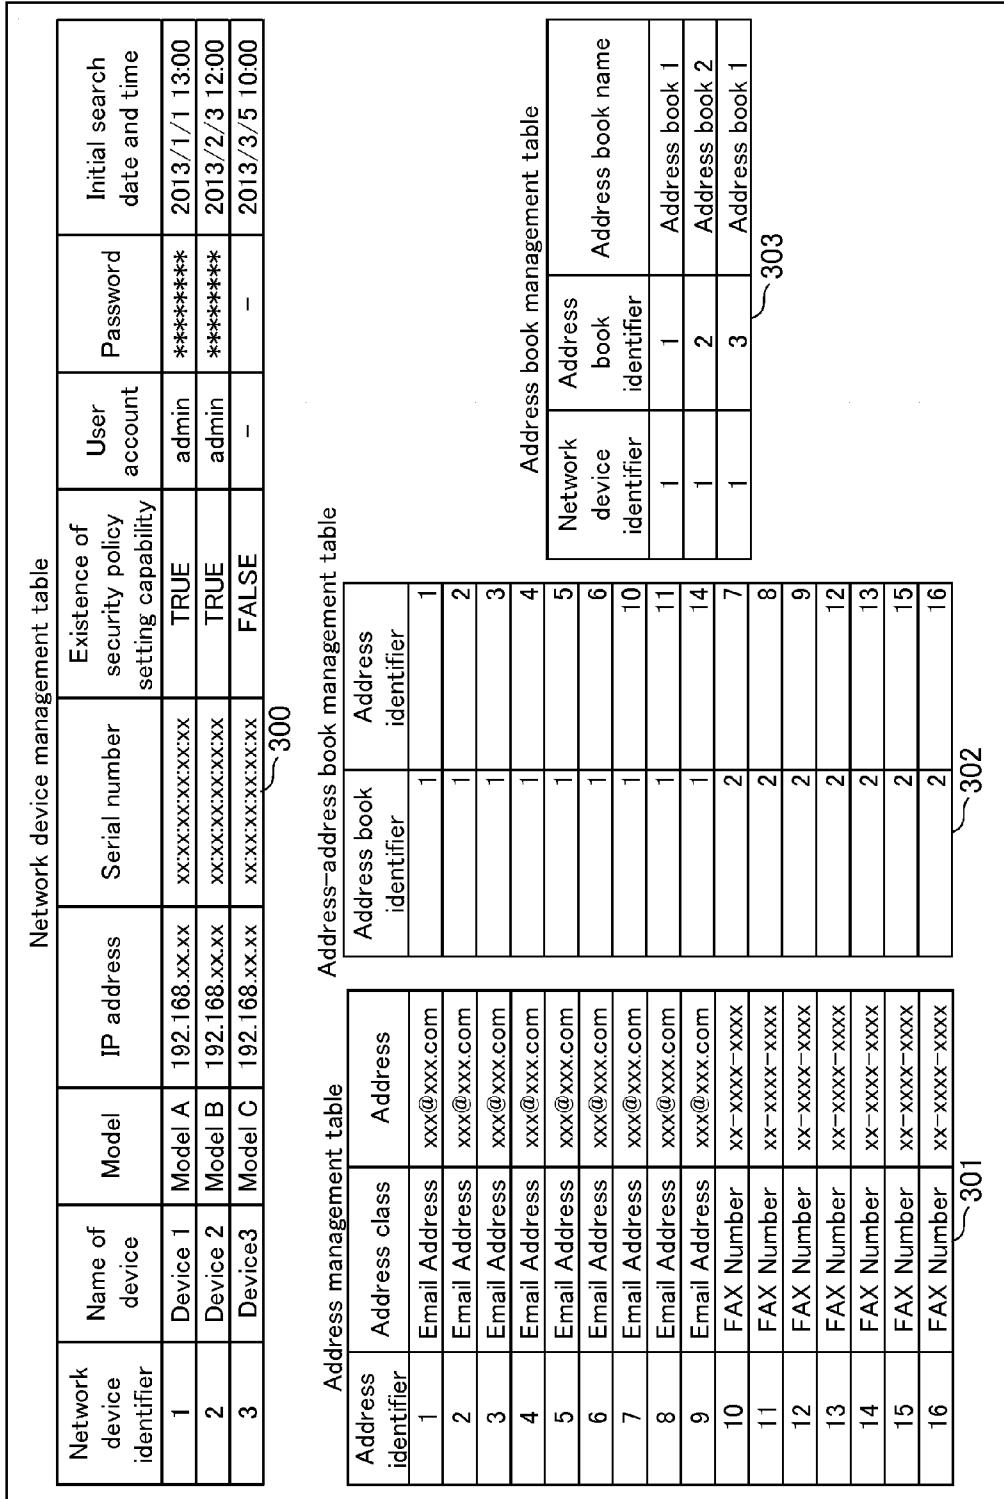 Network device management table
Network device identifier | Name of device | Model | IP address | Serial number | Existence of security policy setting capability | User account | Password | Initial search date and time
1 | Device 1 | Model A | 192.168.xx.xx | xx:xx:xx:xx:xx:xx | TRUE | admin | ******** | 2013/1/1 13:00
2 | Device 2 | Model B | 192.168.xx.xx | xx:xx:xx:xx:xx:xx | TRUE | admin | ******** | 2013/2/3 12:00
3 | Device3 | Model C | 192.168.xx.xx | xx:xx:xx:xx:xx:xx | FALSE | – | – | 2013/3/5 10:00
300
Address management table
Address identifier | Address class | Address
1 | Email Address | xxx@xxx.com
2 | Email Address | xxx@xxx.com
3 | Email Address | xxx@xxx.com
4 | Email Address | xxx@xxx.com
5 | Email Address | xxx@xxx.com
6 | Email Address | xxx@xxx.com
7 | Email Address | xxx@xxx.com
8 | Email Address | xxx@xxx.com
9 | Email Address | xxx@xxx.com
10 | FAX Number | xx-xxxx-xxxx
11 | FAX Number | xx-xxxx-xxxx
12 | FAX Number | xx-xxxx-xxxx
13 | FAX Number | xx-xxxx-xxxx
14 | FAX Number | xx-xxxx-xxxx
15 | FAX Number | xx-xxxx-xxxx
16 | FAX Number | xx-xxxx-xxxx
301
Address-address book management table
Address book identifier | Address identifier
1 | 1
1 | 2
1 | 3
1 | 4
1 | 5
1 | 6
1 | 10
1 | 11
1 | 14
2 | 7
2 | 8
2 | 9
2 | 12
2 | 13
2 | 15
2 | 16
302
Address book management table
Network device identifier | Address book identifier | Address book name
1 | 1 | Address book 1
1 | 2 | Address book 2
1 | 3 | Address book 1
303